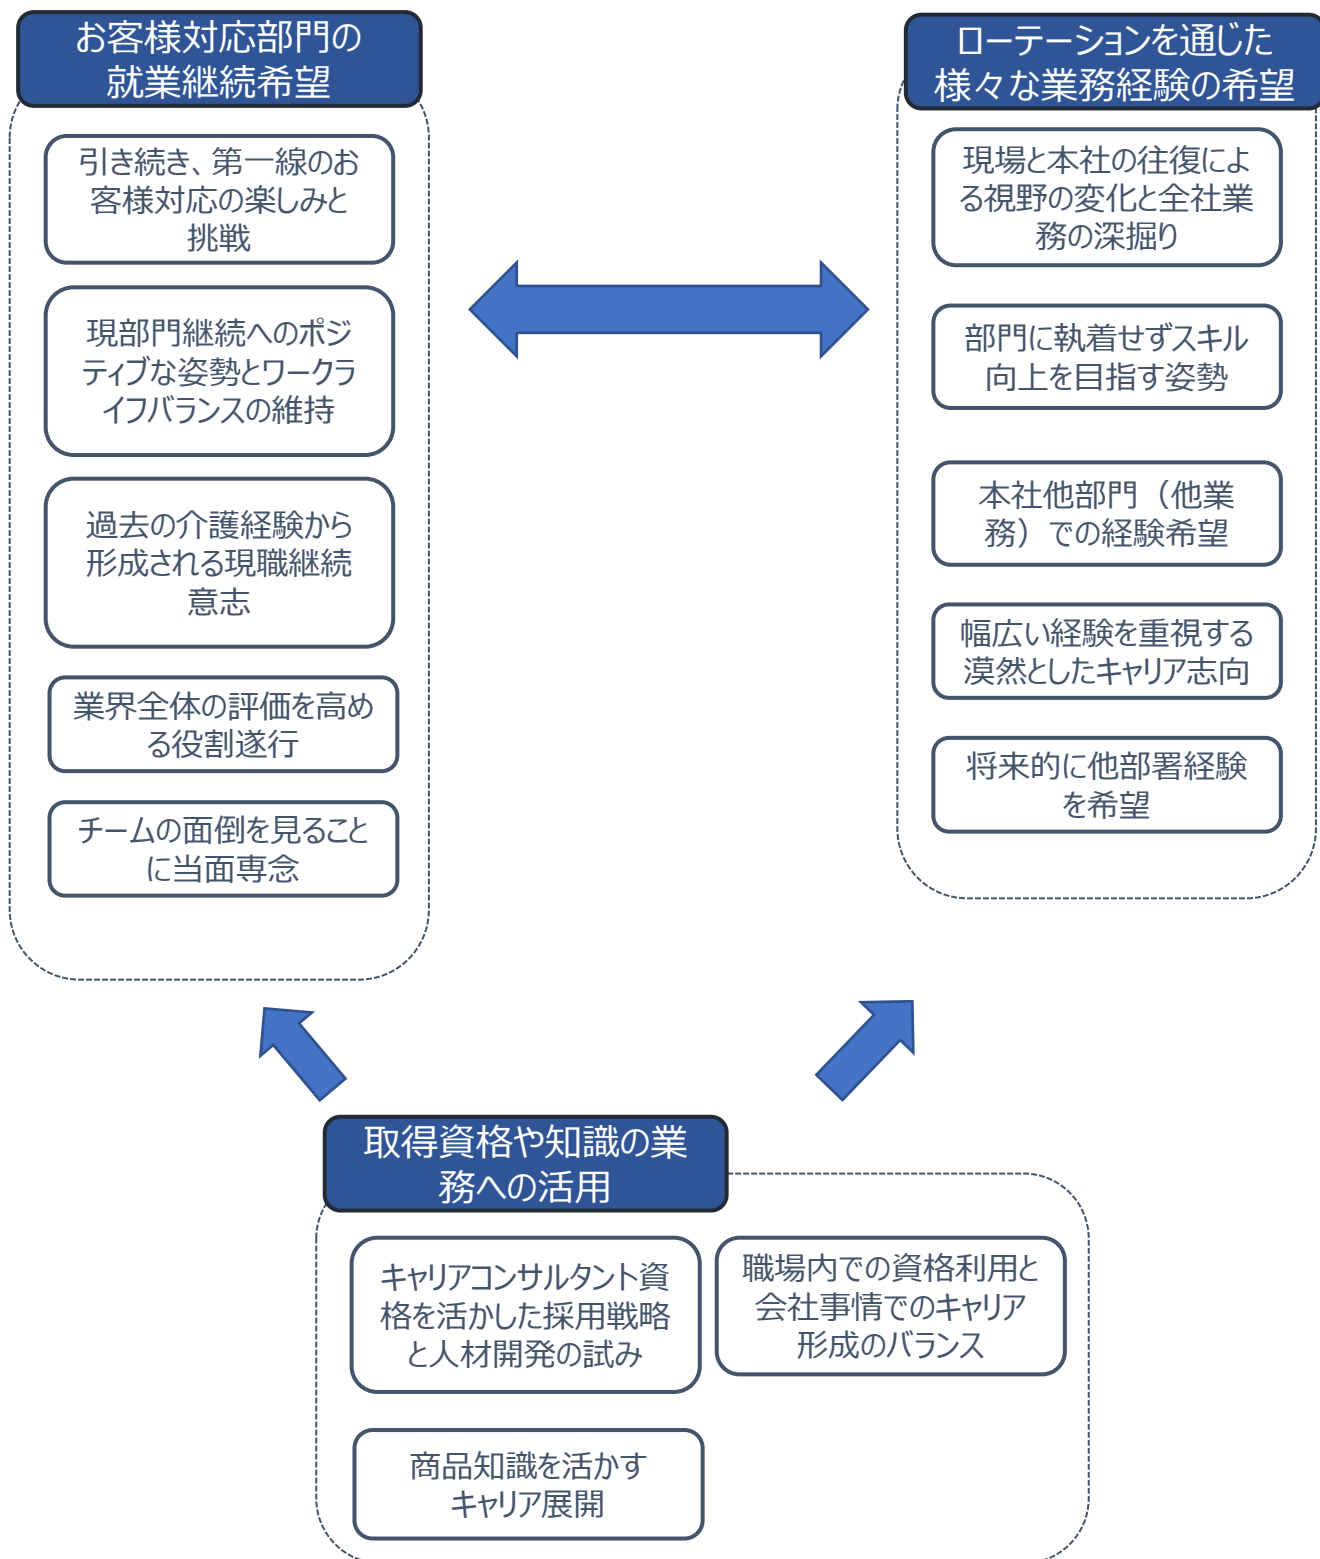 お客様対応部門の
就業継続希望
引き続き、第一線のお
客様対応の楽しみと
挑戦
現部門継続へのポジ
ティブな姿勢とワークラ
イフバランスの維持
過去の介護経験から
形成される現職継続
意志
業界全体の評価を高め
る役割遂行
チームの面倒を見ること
に当面専念
ローテーションを通じた
様々な業務経験の希望
現場と本社の往復によ
る視野の変化と全社業
務の深掘り
部門に執着せずスキル
向上を目指す姿勢
本社他部門（他業
務）での経験希望
幅広い経験を重視する
漠然としたキャリア志向
将来的に他部署経験
を希望
取得資格や知識の業
務への活用
キャリアコンサルタント資
格を活かした採用戦略
と人材開発の試み
職場内での資格利用と
会社事情でのキャリア
形成のバランス
商品知識を活かす
キャリア展開